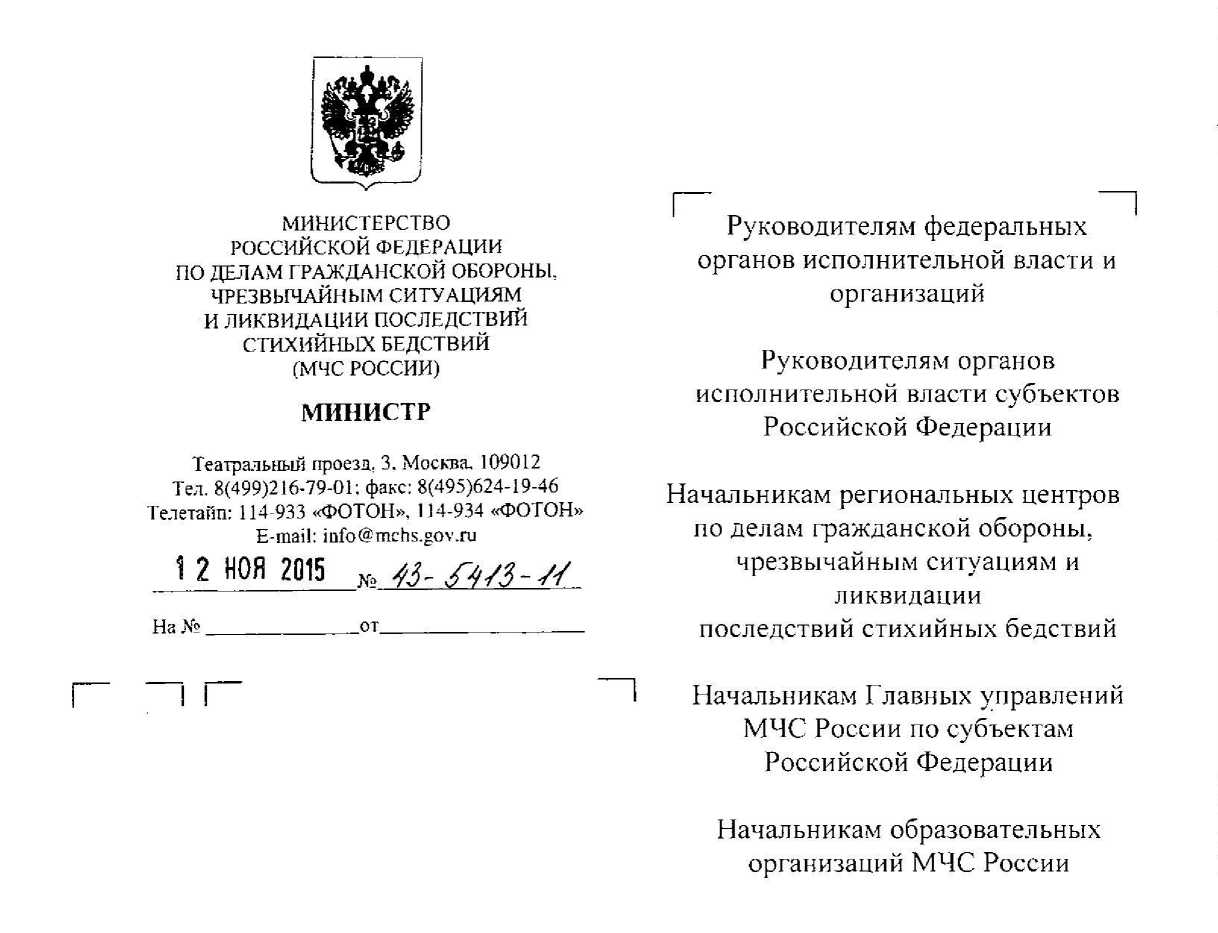 МИНИСТЕРСТВО
РОССИЙСКОЙ ФЕДЕРАЦИИ
ПО ДЕЛАМ ГРАЖДАНСКОЙ ОБОРОНЫ,
ЧРЕЗВЫЧАЙНЫМ СИТУАЦИЯМ
И ЛИКВИДАЦИИ ПОСЛЕДСТВИЙ
СТИХИЙНЫХ БЕДСТВИЙ
(МЧС РОССИИ)
МИНИСТР
Театральный проезд, 3, Москва, 109012
Тел. 8(499)216-79-01; факс: 8(495)624-19-46
Телетайп: 114-933 «ФОТОН», 114-934 «ФОТОН»
E-mail: info@mchs.gov.ru
12 НОЯ 2015 № 43-5413-11
На № от
Руководителям федеральных
органов исполнительной власти и
организаций
Руководителям органов
исполнительной власти субъектов
Российской Федерации
Начальникам региональных центров
по делам гражданской обороны,
чрезвычайным ситуациям и
ликвидации
последствий стихийных бедствий
Начальникам Главных управлений
МЧС России по субъектам
Российской Федерации
Начальникам образовательных
организаций МЧС России